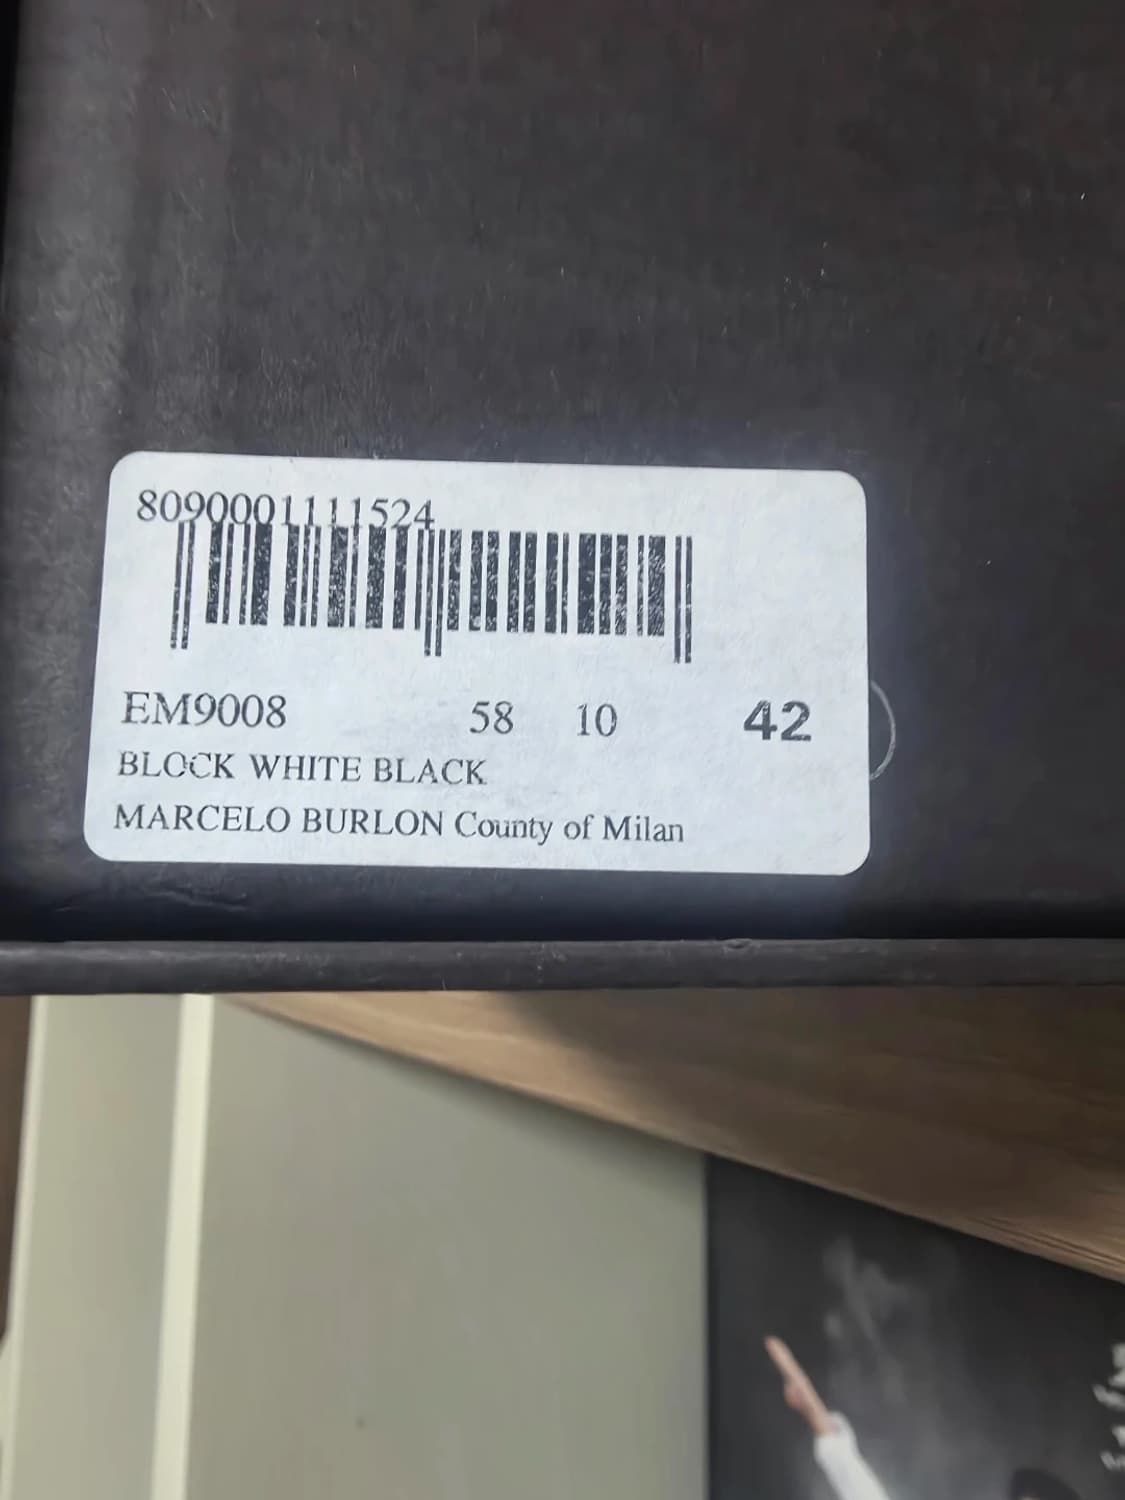 8090001111524
EM9008 58 10 42
BLOCK WHITE BLACK
MARCELO BURLON County of Milan